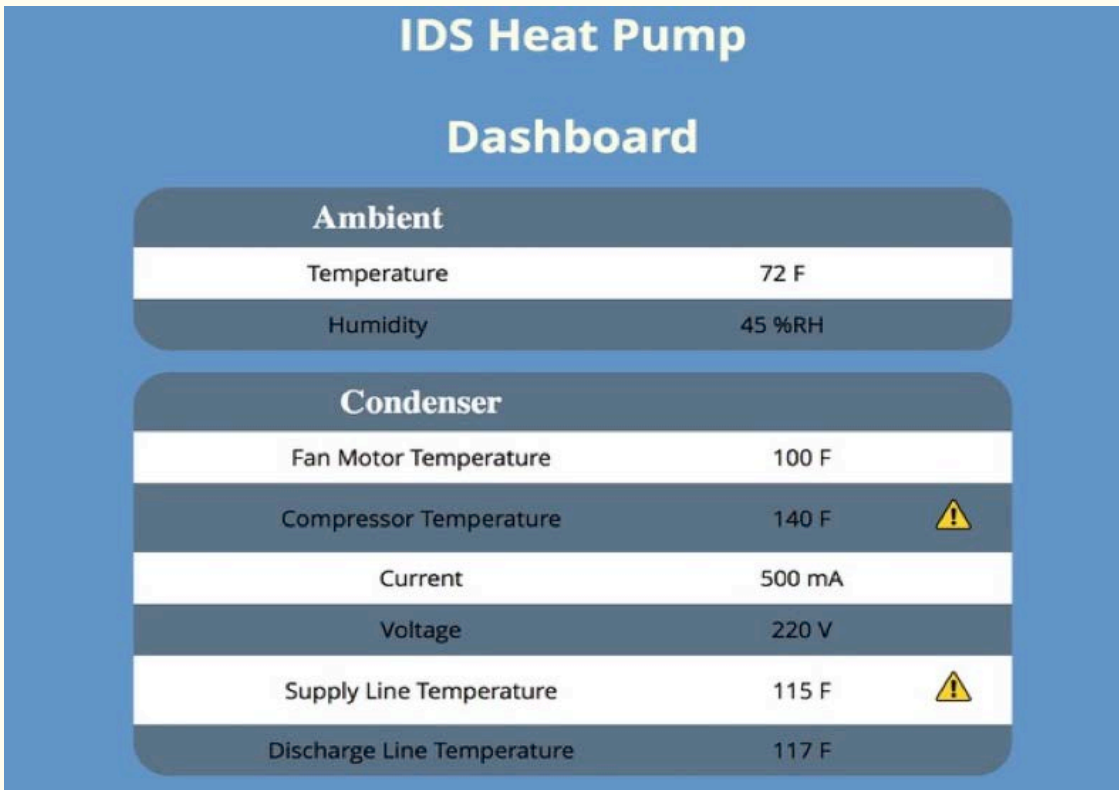 IDS Heat Pump
Dashboard
Ambient
Temperature 72 F
Humidity 45 %RH
Condenser
Fan Motor Temperature 100 F
Compressor Temperature 140 F
Current 500 mA
Voltage 220 V
Supply Line Temperature 115 F
Discharge Line Temperature 117 F